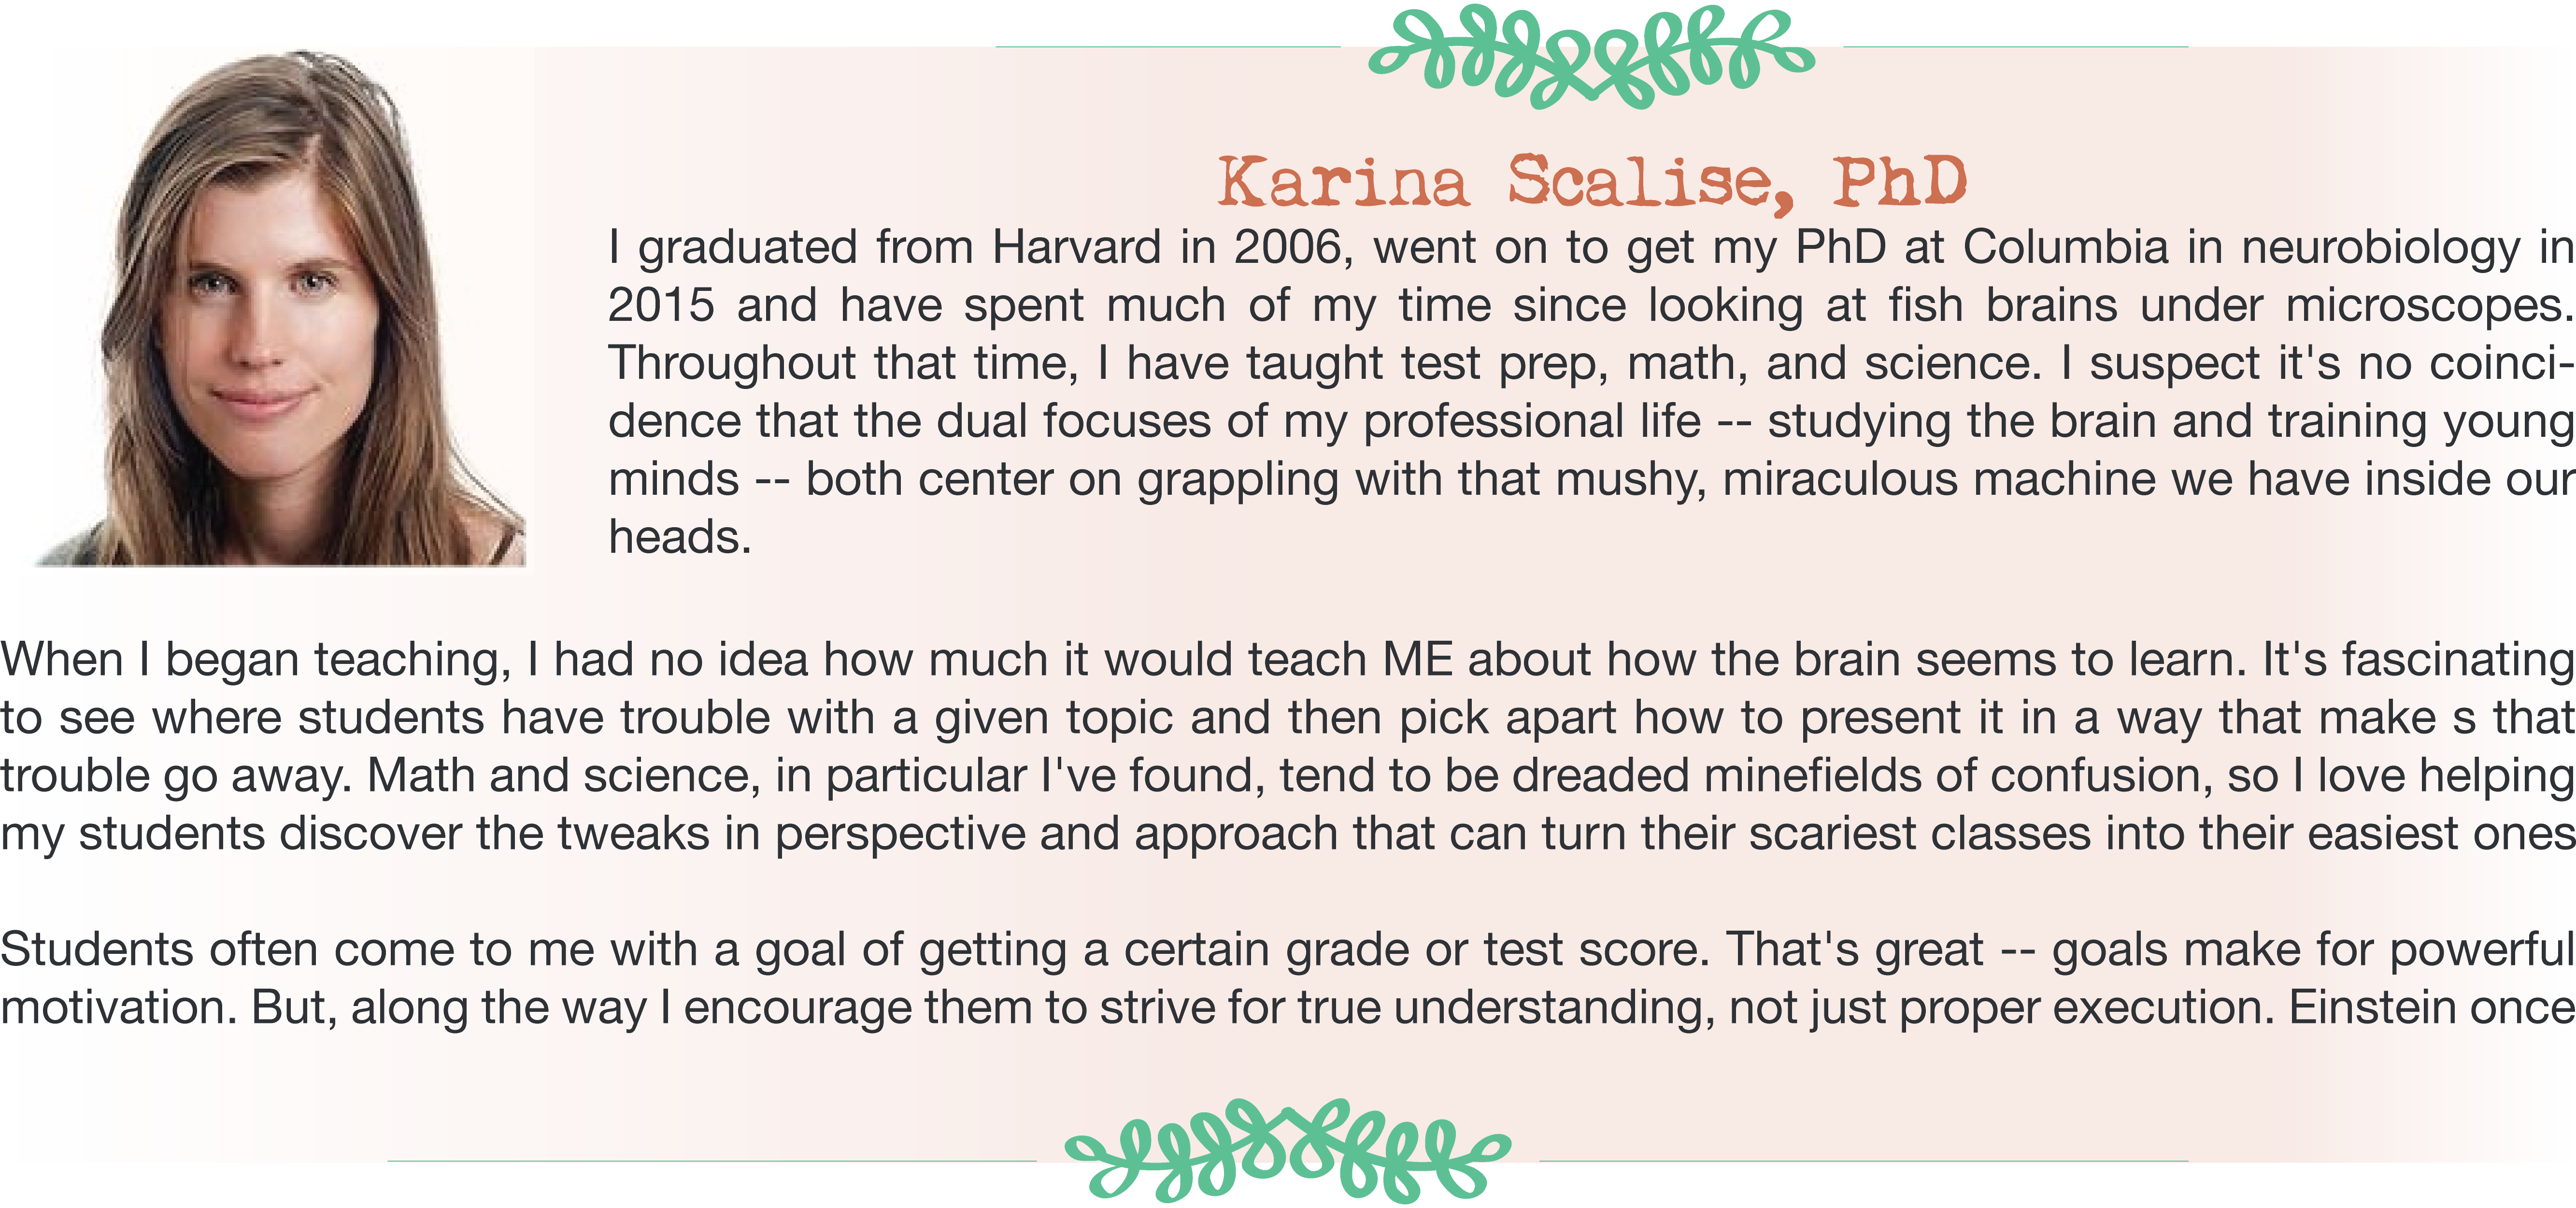 Karina Scalise, PhD
I graduated from Harvard in 2006, went on to get my PhD at Columbia in neurobiology in
2015 and have spent much of my time since looking at fish brains under microscopes.
Throughout that time, I have taught test prep, math, and science. I suspect it's no coinci-
dence that the dual focuses of my professional life -- studying the brain and training young
minds -- both center on grappling with that mushy, miraculous machine we have inside our
heads.
When I began teaching, I had no idea how much it would teach ME about how the brain seems to learn. It's fascinating
to see where students have trouble with a given topic and then pick apart how to present it in a way that make s that
trouble go away. Math and science, in particular I've found, tend to be dreaded minefields of confusion, so I love helping
my students discover the tweaks in perspective and approach that can turn their scariest classes into their easiest ones
Students often come to me with a goal of getting a certain grade or test score. That's great -- goals make for powerful
motivation. But, along the way I encourage them to strive for true understanding, not just proper execution. Einstein once